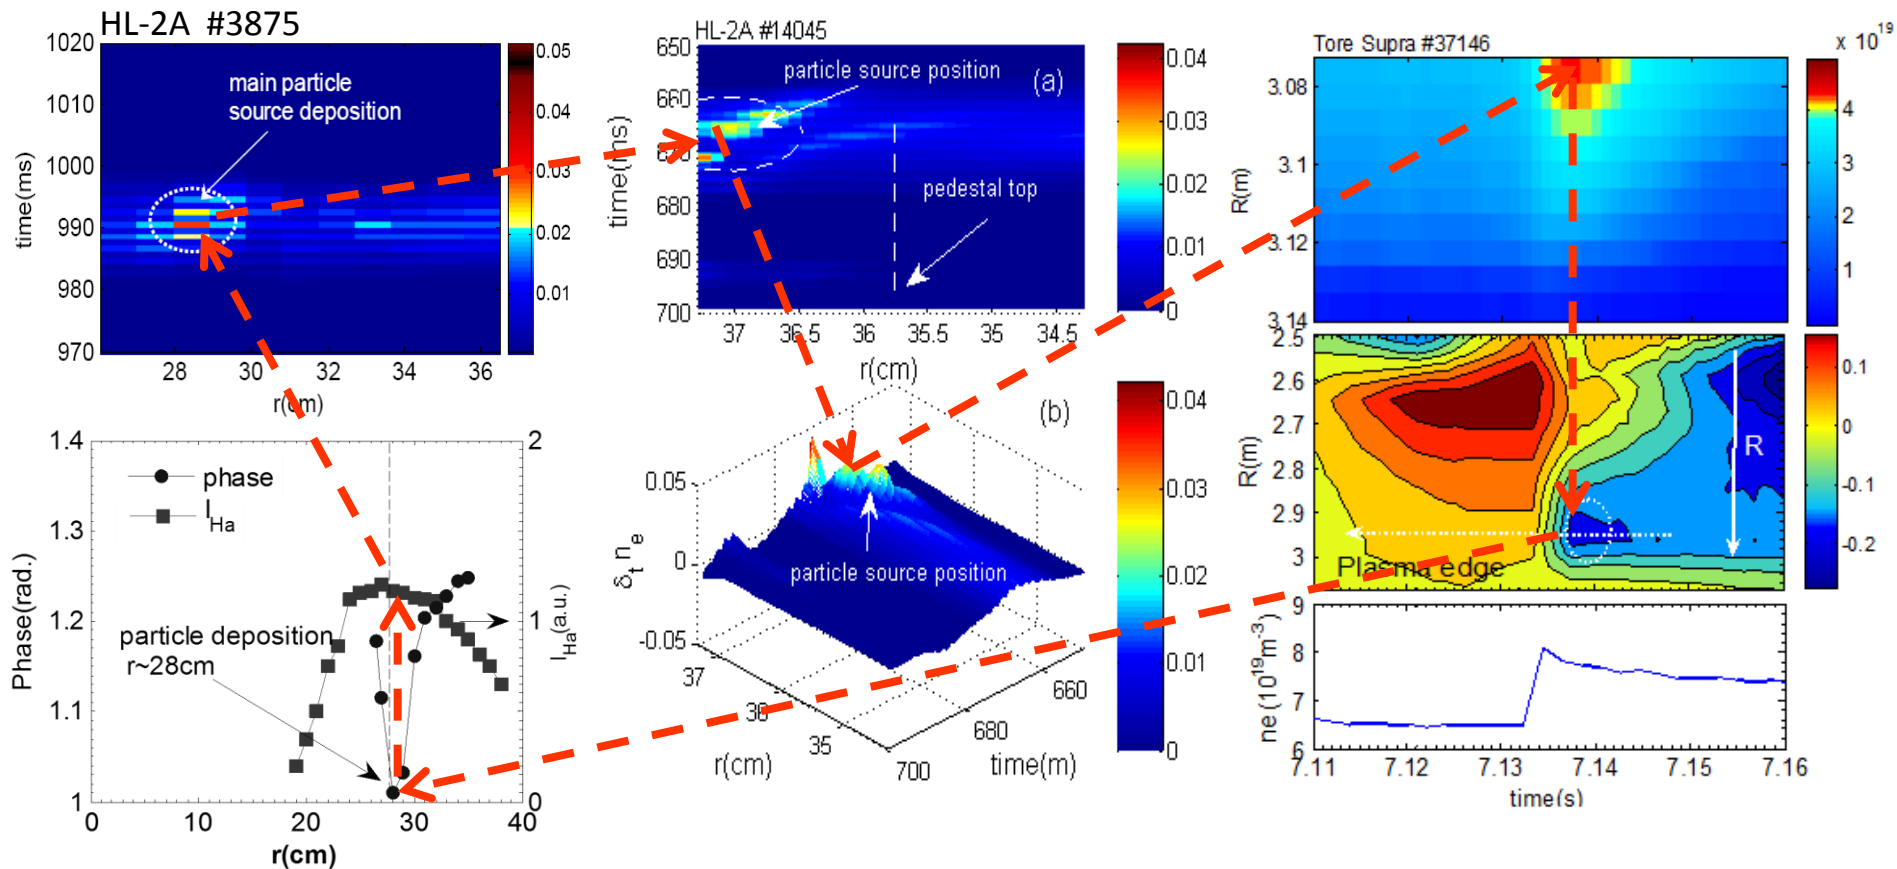 HL-2A #3875
1020
1010
1000
990
980
970
time(ms)
main particle
source deposition
28
30
32
34
36
r(cm)
0.05
0.04
0.03
0.02
0.01
HL-2A #14045
650
660
670
680
690
700
time(ms)
particle source position
(a)
pedestal top
37
36.5
36
35.5
35
34.5
r(cm)
0.04
0.03
0.02
0.01
0
Tore Supra #37146
x 10¹⁹
3.08
3.1
3.12
3.14
R(m)
4
3
2
1
2.5
2.6
2.7
2.8
2.9
3
R(m)
R
Plasma edge
0.1
0
-0.1
-0.2
9
8
7
6
ne (10¹⁹m⁻³)
7.11
7.12
7.13
7.14
7.15
7.16
time(s)
1.4
1.3
1.2
1.1
1
Phase(rad.)
phase
I_Ha
particle deposition
r~28cm
2
1
0
I_Ha(a.u.)
0
10
20
30
40
r(cm)
(b)
0.05
0
-0.05
δₜ nₑ
particle source position
37
36
35
r(cm)
700
680
660
time(m)
0.04
0.03
0.02
0.01
0